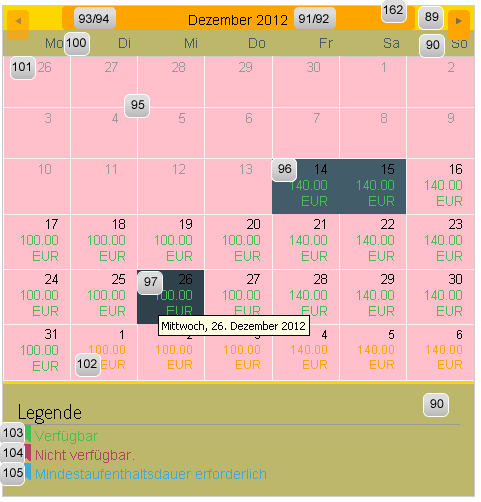 93/94 Dezember 2012 91/92 162 89
Mo 100 Di Mi Do Fr Sa 90 So
101 26 27 28 29 30 1 2
95
3 4 5 6 7 8 9
10 11 12 13 96 14 15 16
140.00 140.00 140.00
EUR EUR EUR
17 18 19 20 21 22 23
100.00 100.00 100.00 100.00 140.00 140.00 140.00
EUR EUR EUR EUR EUR EUR EUR
24 25 97 26 27 28 29 30
100.00 100.00 100.00 100.00 140.00 140.00 140.00
EUR EUR EUR EUR EUR EUR EUR
Mittwoch, 26. Dezember 2012
31 1 2 3 4 5 6
100.00 100.00 100.00 100.00 140.00 140.00 140.00
EUR 102 EUR EUR EUR EUR EUR EUR
90
Legende
103 Verfügbar
104 Nicht verfügbar.
105 Mindestaufenthaltsdauer erforderlich